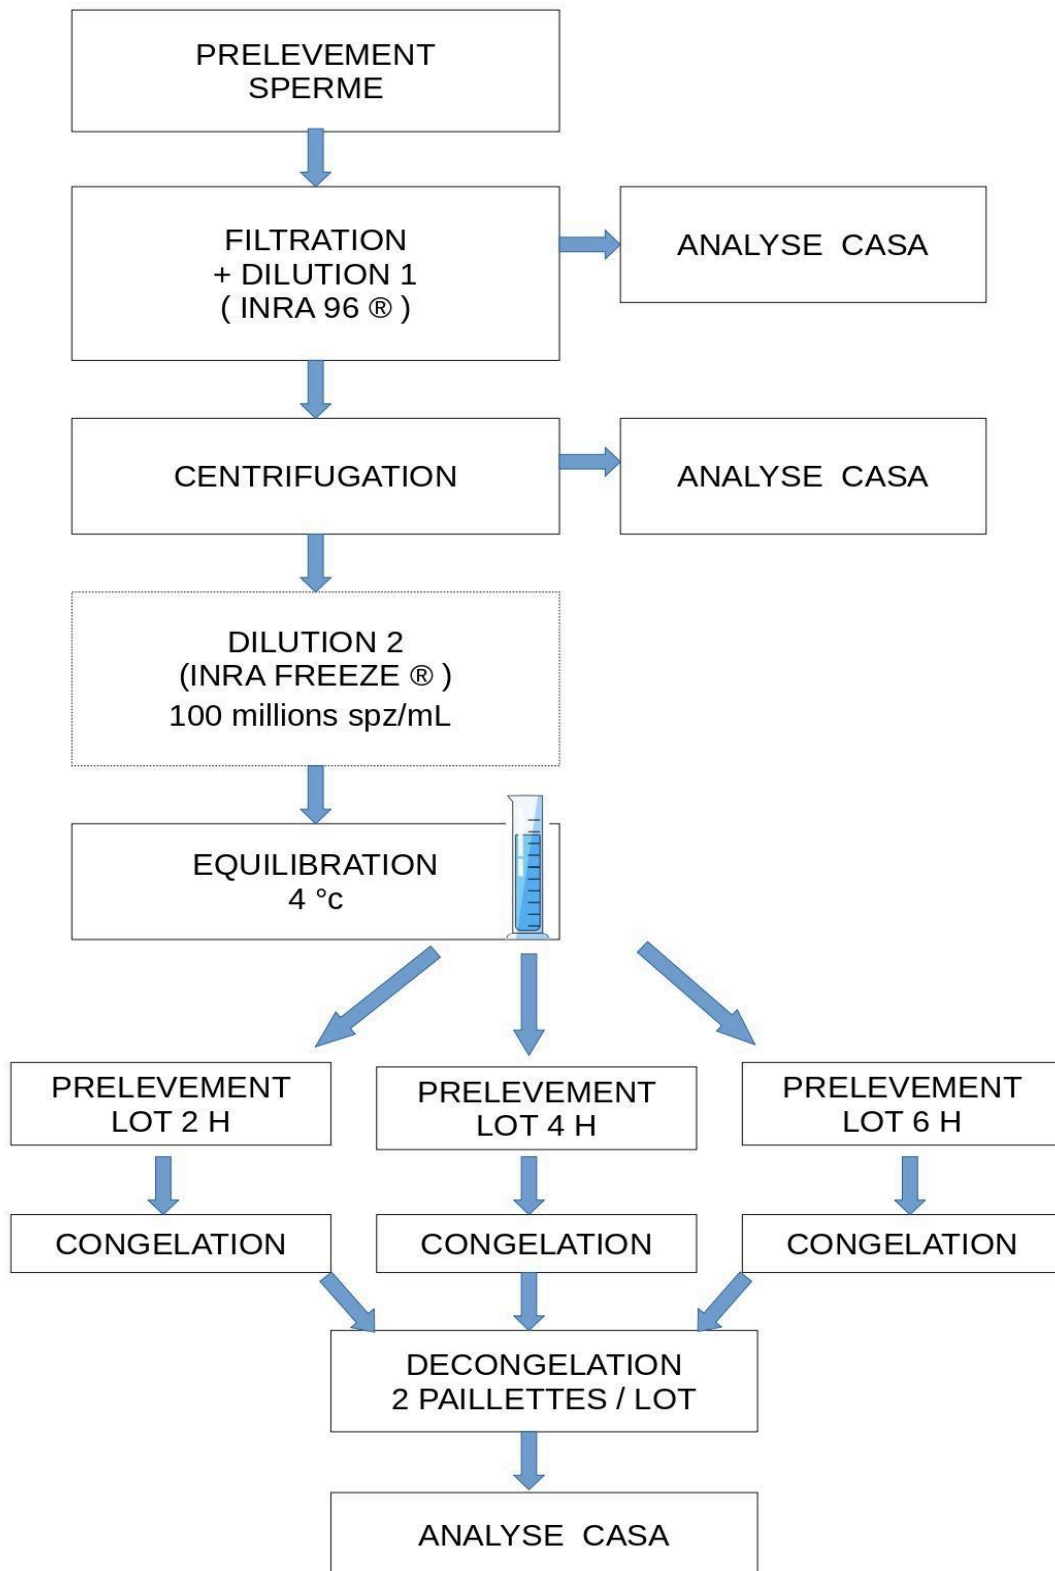 PRELEVEMENT
SPERME
FILTRATION
+ DILUTION 1
( INRA 96 ® )
ANALYSE  CASA
CENTRIFUGATION
ANALYSE  CASA
DILUTION 2
(INRA FREEZE ® )
100 millions spz/mL
EQUILIBRATION
4 °c
PRELEVEMENT
LOT 2 H
PRELEVEMENT
LOT 4 H
PRELEVEMENT
LOT 6 H
CONGELATION
CONGELATION
CONGELATION
DECONGELATION
2 PAILLETTES / LOT
ANALYSE  CASA